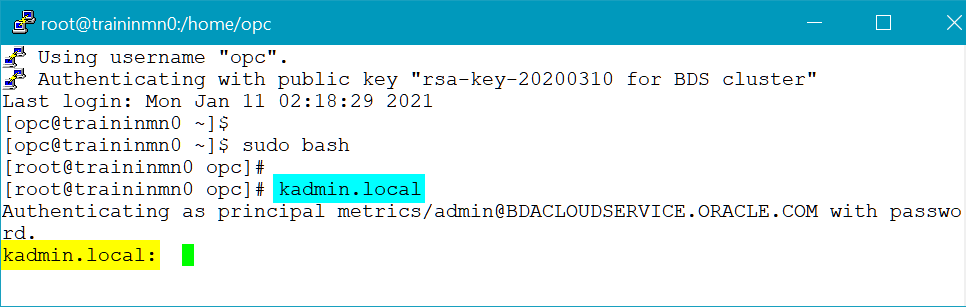 root@traininmn0:/home/opc
Using username "opc".
Authenticating with public key "rsa-key-20200310 for BDS cluster"
Last login: Mon Jan 11 02:18:29 2021
[opc@traininmn0 ~]$
[opc@traininmn0 ~]$ sudo bash
[root@traininmn0 opc]#
[root@traininmn0 opc]# kadmin.local
Authenticating as principal metrics/admin@BDACLOUDSERVICE.ORACLE.COM with passwo
rd.
kadmin.local: